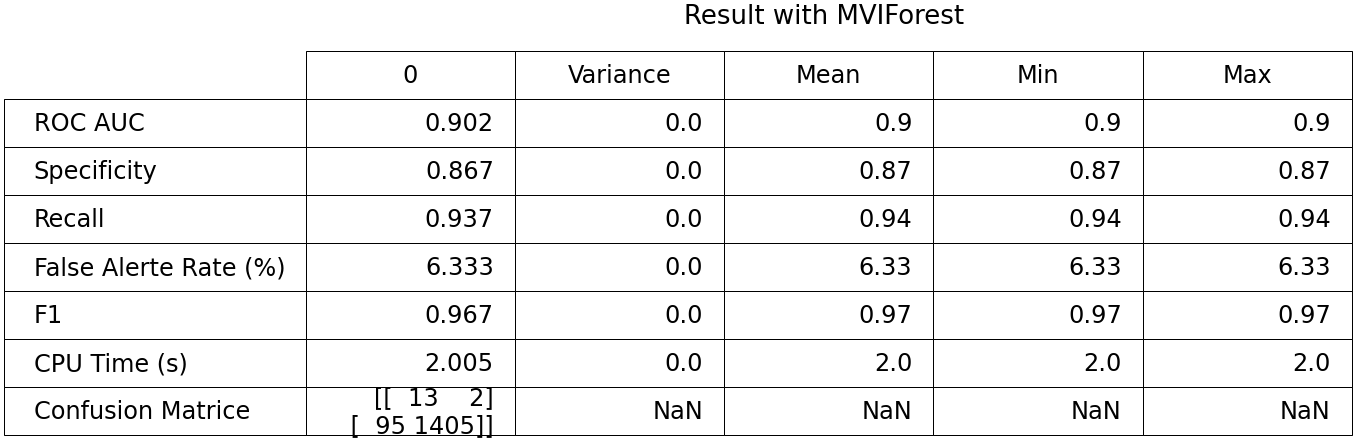 Result with MVIForest
0 Variance Mean Min Max
ROC AUC 0.902 0.0 0.9 0.9 0.9
Specificity 0.867 0.0 0.87 0.87 0.87
Recall 0.937 0.0 0.94 0.94 0.94
False Alerte Rate (%) 6.333 0.0 6.33 6.33 6.33
F1 0.967 0.0 0.97 0.97 0.97
CPU Time (s) 2.005 0.0 2.0 2.0 2.0
Confusion Matrice [[ 13 2] NaN NaN NaN NaN
[ 95 1405]]